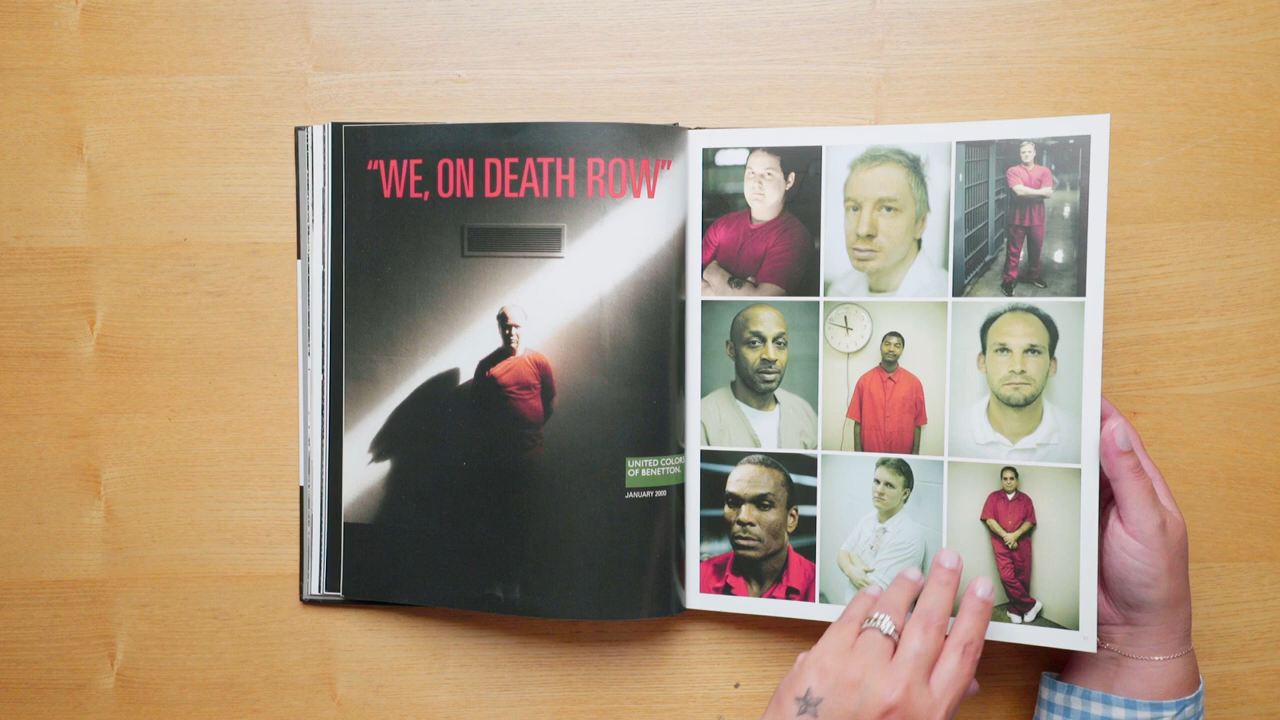 “WE, ON DEATH ROW”
UNITED COLORS
OF BENETTON.
JANUARY 2000